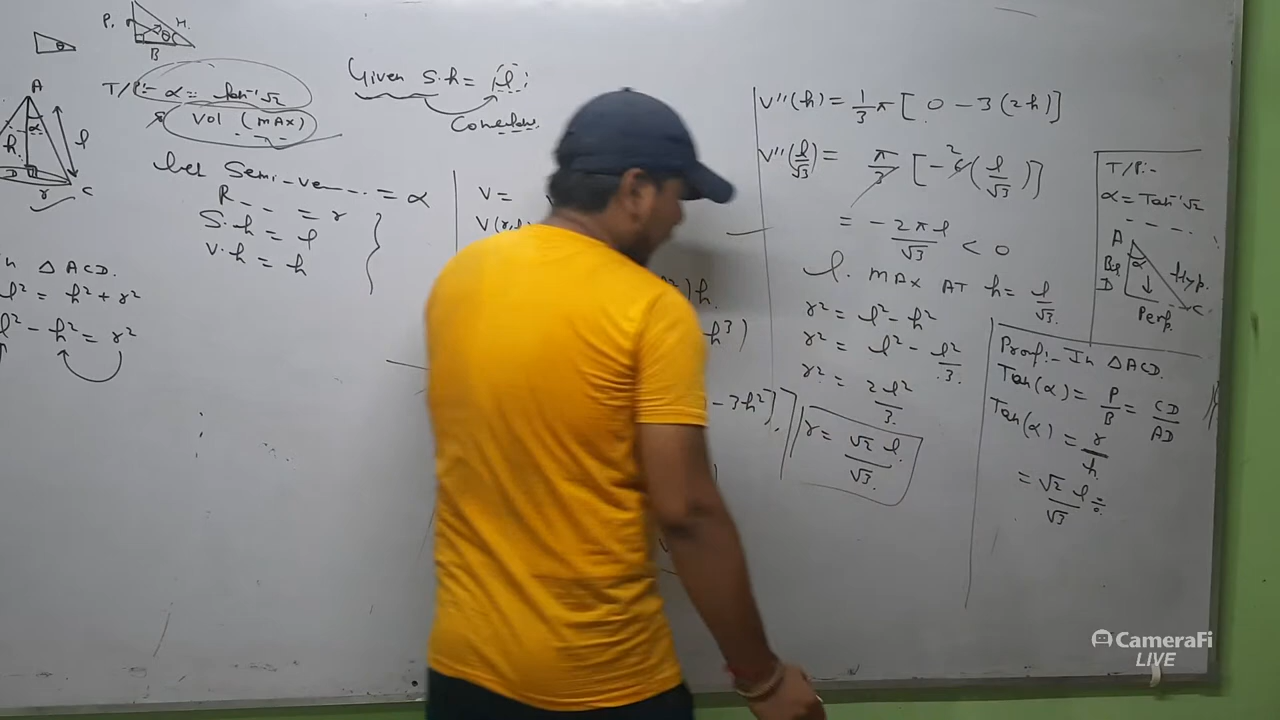 P. H.
θ
B
θ
T/P:- α = tan⁻¹√2
Vol (MAX)
A
α
h
l
D
r
C
Let Semi-ve---- = α
R--- = r
S.h = l
V.h = h
In △ ACD.
l² = h² + r²
l² - h² = r²
Given S.h = l
V =
h³)
- 3h²]
V''(h) = 1/3 π [0 - 3(2h)]
V''(l/√3) = π/3 [-6(l/√3)]
2
= -2πl/√3 < 0
MAX AT h = l/√3.
r² = l² - h²
r² = l² - l²/3.
r² = 2l²/3.
r = √2 l/√3.
T/P:-
α = Tan⁻¹√2
- - - -
A
α
D
Hyp.
C
Perp.
Proof:- In △ACD.
Tan(α) = P/B = CD/AD
Tan(α) = r/h
= √2/√3 l ÷
CameraFi
LIVE